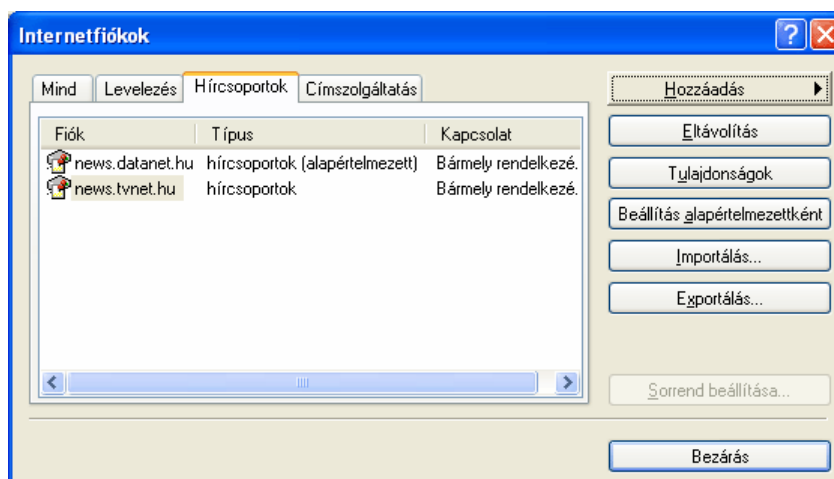 Internetfiókok
Mind Levelezés Hírcsoportok Címszolgáltatás
Fiók Típus Kapcsolat
news.datanet.hu hírcsoportok (alapértelmezett) Bármely rendelkezé.
news.tvnet.hu hírcsoportok Bármely rendelkezé.
Hozzáadás
Eltávolítás
Tulajdonságok
Beállítás alapértelmezettként
Importálás...
Exportálás...
Sorrend beállítása...
Bezárás